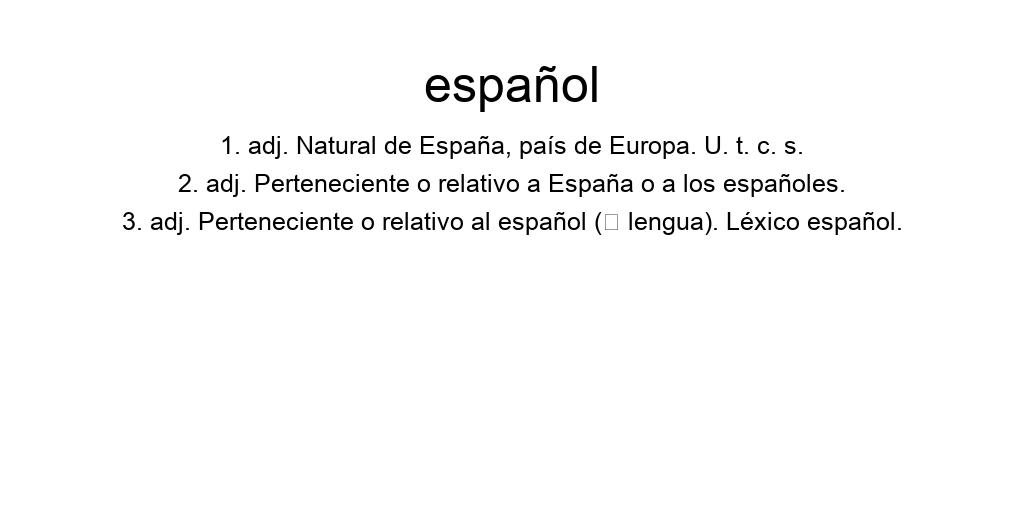 español
1. adj. Natural de España, país de Europa. U. t. c. s.
2. adj. Perteneciente o relativo a España o a los españoles.
3. adj. Perteneciente o relativo al español (□ lengua). Léxico español.